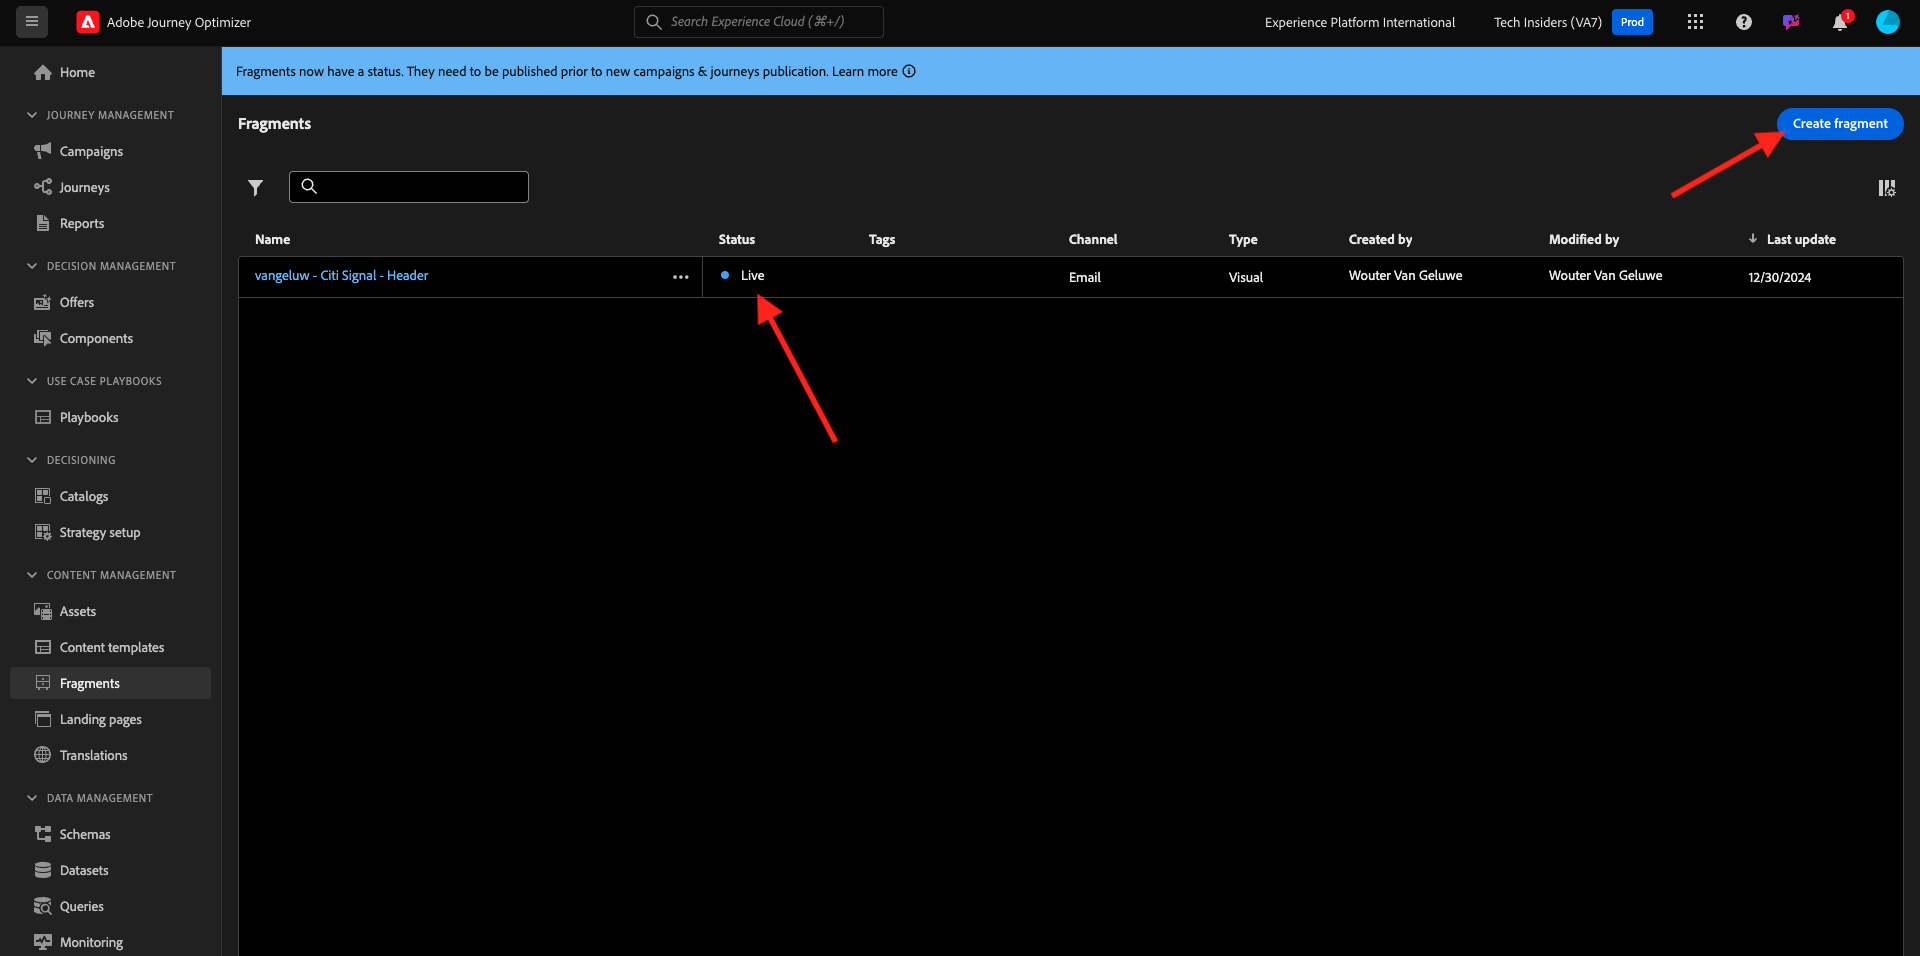 Adobe Journey Optimizer
Search Experience Cloud (⌘+/)
Experience Platform International
Tech Insiders (VA7)
Prod
1
Home
JOURNEY MANAGEMENT
Campaigns
Journeys
Reports
DECISION MANAGEMENT
Offers
Components
USE CASE PLAYBOOKS
Playbooks
DECISIONING
Catalogs
Strategy setup
CONTENT MANAGEMENT
Assets
Content templates
Fragments
Landing pages
Translations
DATA MANAGEMENT
Schemas
Datasets
Queries
Monitoring
Fragments now have a status. They need to be published prior to new campaigns & journeys publication. Learn more
Fragments
Create fragment
Name Status Tags Channel Type Created by Modified by Last update
vangeluw - Citi Signal - Header Live Email Visual Wouter Van Geluwe Wouter Van Geluwe 12/30/2024